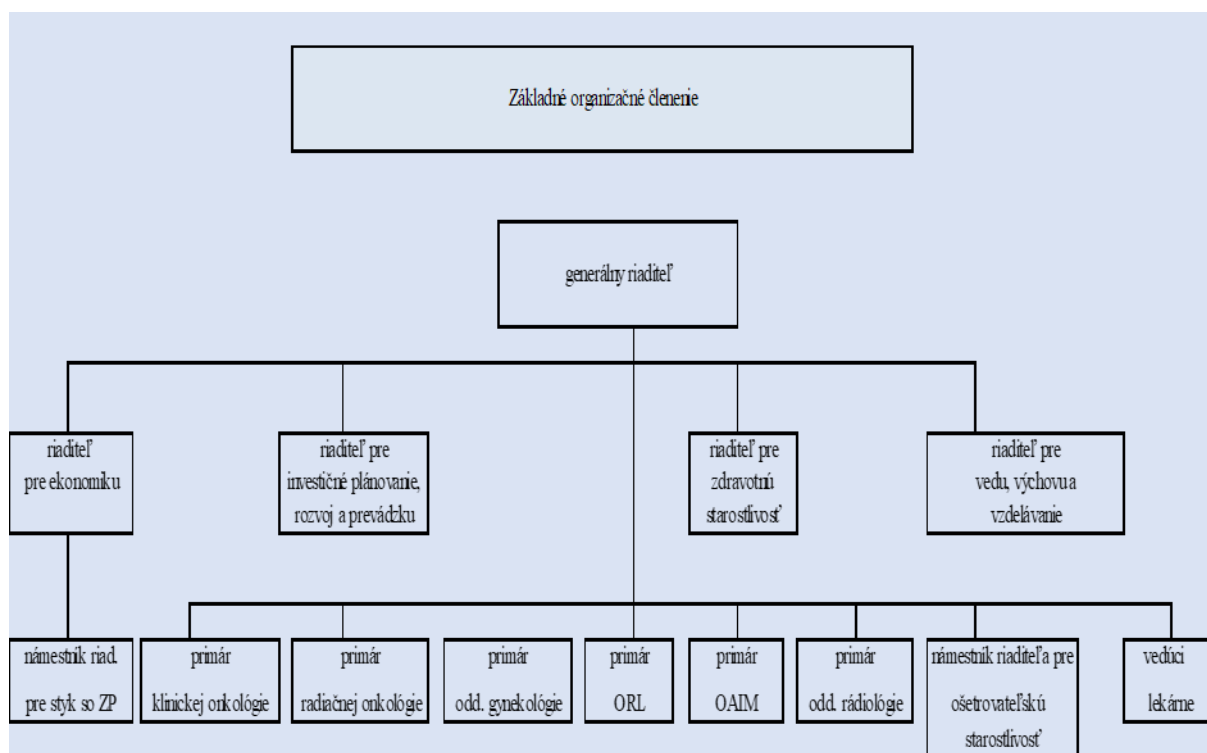 Základné organizačné členenie
generálny riaditeľ
riaditeľ
pre ekonomiku
riaditeľ pre
investičné plánovanie,
rozvoj a prevádzku
riaditeľ pre
zdravotnú
starostlivosť
riaditeľ pre
vedu, výchovu a
vzdelávanie
námestník riad.
pre styk so ZP
primár
klinickej onkológie
primár
radiačnej onkológie
primár
odd. gynekológie
primár
ORL
primár
OAIM
primár
odd. rádiológie
námestník riaditeľa pre
ošetrovateľskú
starostlivosť
vedúci
lekárne